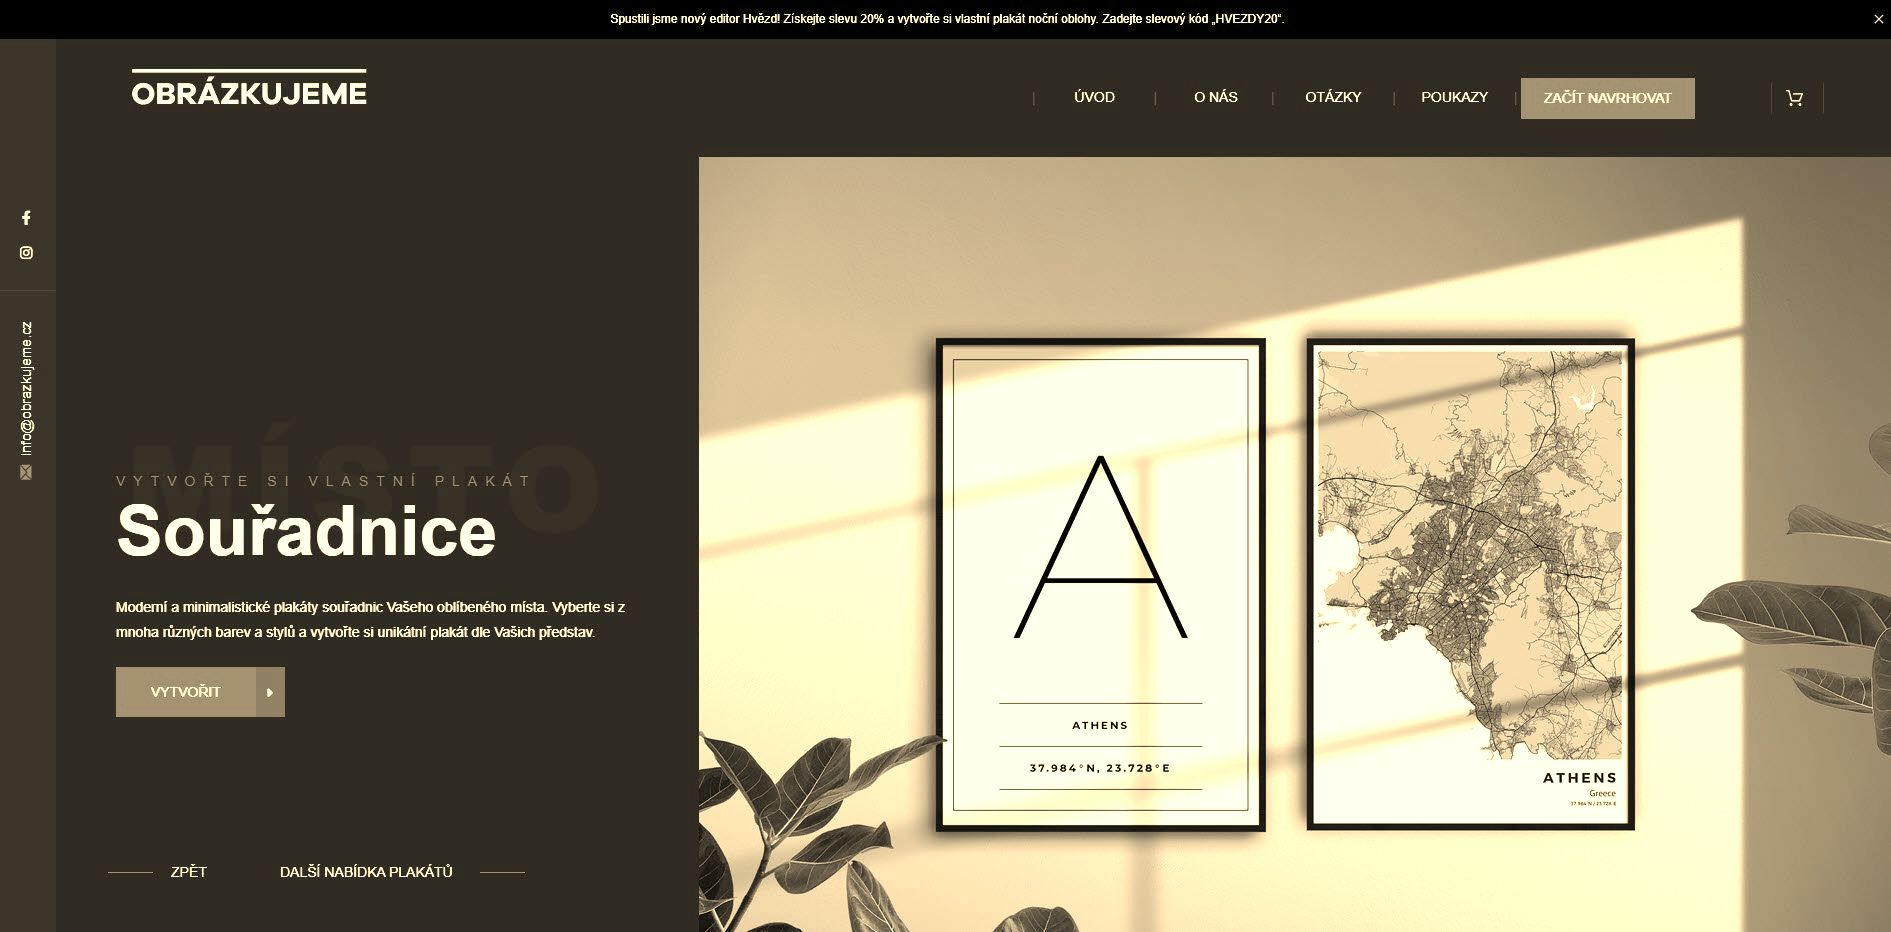 Spustili jsme nový editor Hvězd! Získejte slevu 20% a vytvořte si vlastní plakát noční oblohy. Zadejte slevový kód „HVEZDY20“.
OBRÁZKUJEME
ÚVOD
O NÁS
OTÁZKY
POUKAZY
ZAČÍT NAVRHOVAT
info@obrazkujeme.cz
MÍSTO
VYTVOŘTE SI VLASTNÍ PLAKÁT
Souřadnice
Moderní a minimalistické plakáty souřadnic Vašeho oblíbeného místa. Vyberte si z
mnoha různých barev a stylů a vytvořte si unikátní plakát dle Vašich představ.
VYTVOŘIT
ZPĚT
DALŠÍ NABÍDKA PLAKÁTŮ
A
ATHENS
37.984°N, 23.728°E
ATHENS
Greece
37.984 N / 23.728 E